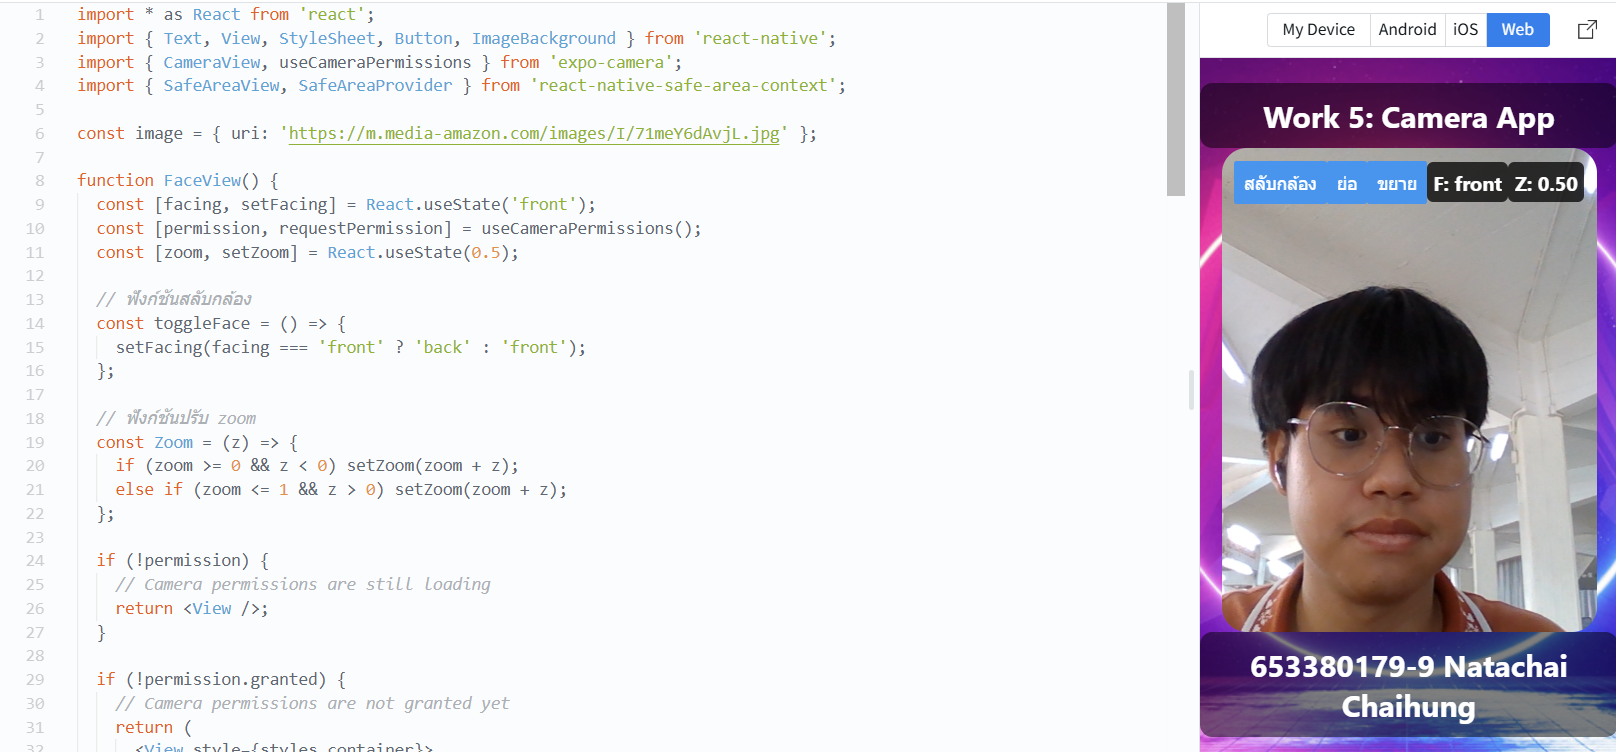 1 import * as React from 'react';
2 import { Text, View, StyleSheet, Button, ImageBackground } from 'react-native';
3 import { CameraView, useCameraPermissions } from 'expo-camera';
4 import { SafeAreaView, SafeAreaProvider } from 'react-native-safe-area-context';
5
6 const image = { uri: 'https://m.media-amazon.com/images/I/71meY6dAvjL.jpg' };
7
8 function FaceView() {
9 const [facing, setFacing] = React.useState('front');
10 const [permission, requestPermission] = useCameraPermissions();
11 const [zoom, setZoom] = React.useState(0.5);
12
13 // ฟังก์ชันสลับกล้อง
14 const toggleFace = () => {
15 setFacing(facing === 'front' ? 'back' : 'front');
16 };
17
18 // ฟังก์ชันปรับ zoom
19 const Zoom = (z) => {
20 if (zoom >= 0 && z < 0) setZoom(zoom + z);
21 else if (zoom <= 1 && z > 0) setZoom(zoom + z);
22 };
23
24 if (!permission) {
25 // Camera permissions are still loading
26 return <View />;
27 }
28
29 if (!permission.granted) {
30 // Camera permissions are not granted yet
31 return (
32 <View style={styles.container}>
My Device Android iOS Web
Work 5: Camera App
สลับกล้อง ย่อ ขยาย F: front Z: 0.50
653380179-9 Natachai
Chaihung